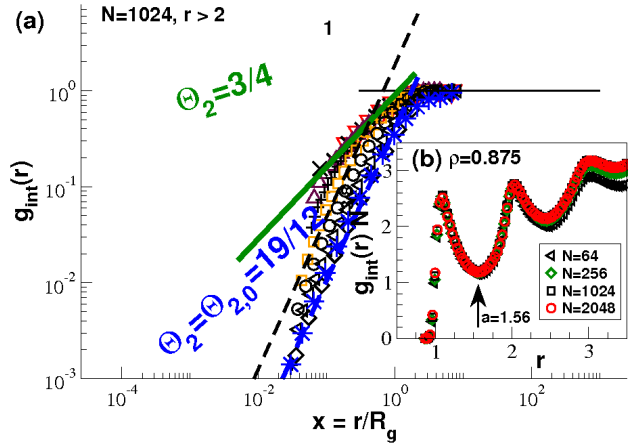 (a) N=1024, r > 2
1
Θ₂=3/4
Θ₂=Θ₂,₀=19/12
g_int(r)
10⁰
10⁻¹
10⁻²
10⁻³
10⁻⁴ 10⁻² 10⁰ 10²
x = r/R_g
(b) ρ=0.875
g_int(r) N
3
2
1
0
1 2 3
r
a=1.56
N=64
N=256
N=1024
N=2048